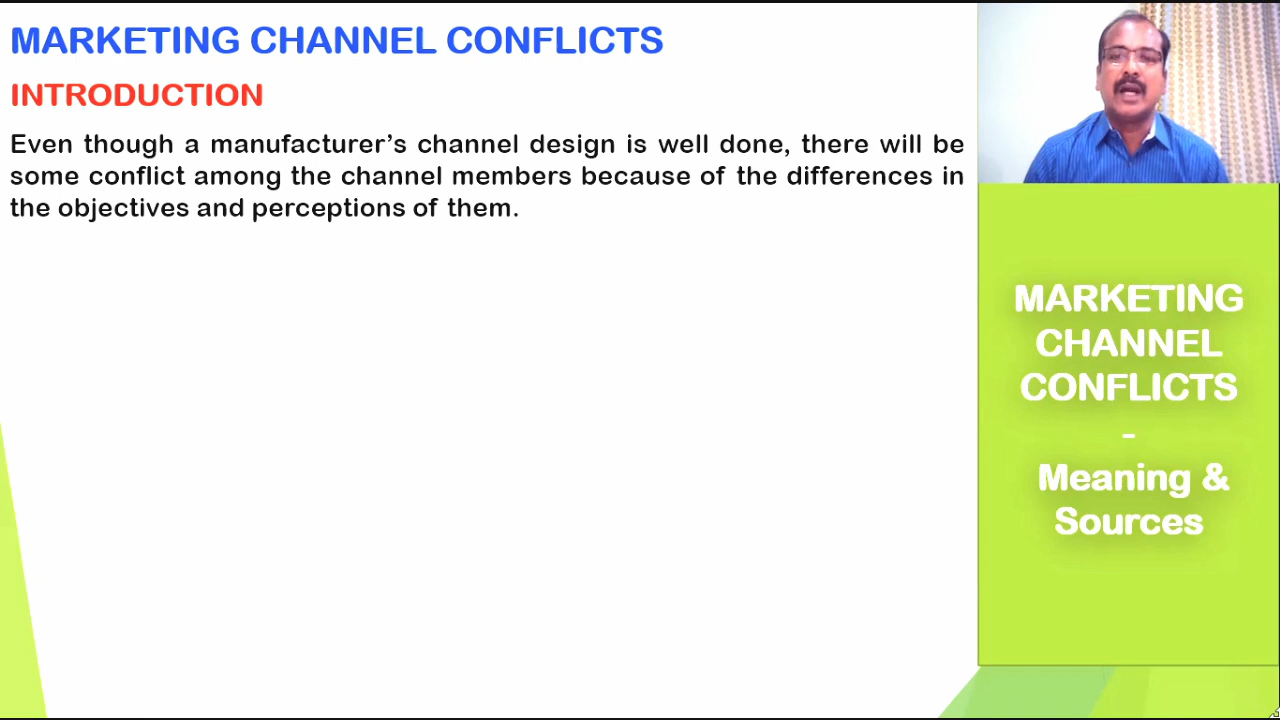 MARKETING CHANNEL CONFLICTS
INTRODUCTION
Even though a manufacturer's channel design is well done, there will be
some conflict among the channel members because of the differences in
the objectives and perceptions of them.
MARKETING
CHANNEL
CONFLICTS
-
Meaning &
Sources